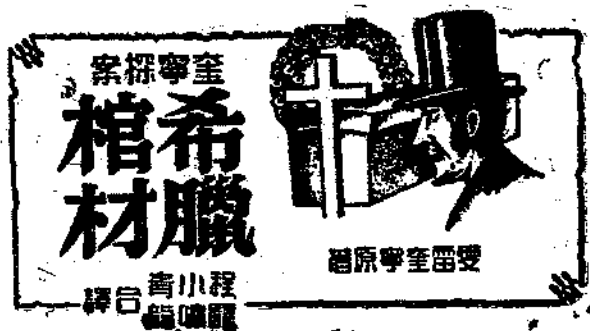 奎寧探案
希臘
棺材
愛雷奎寧原著
程小青
龐嘯龍
合譯